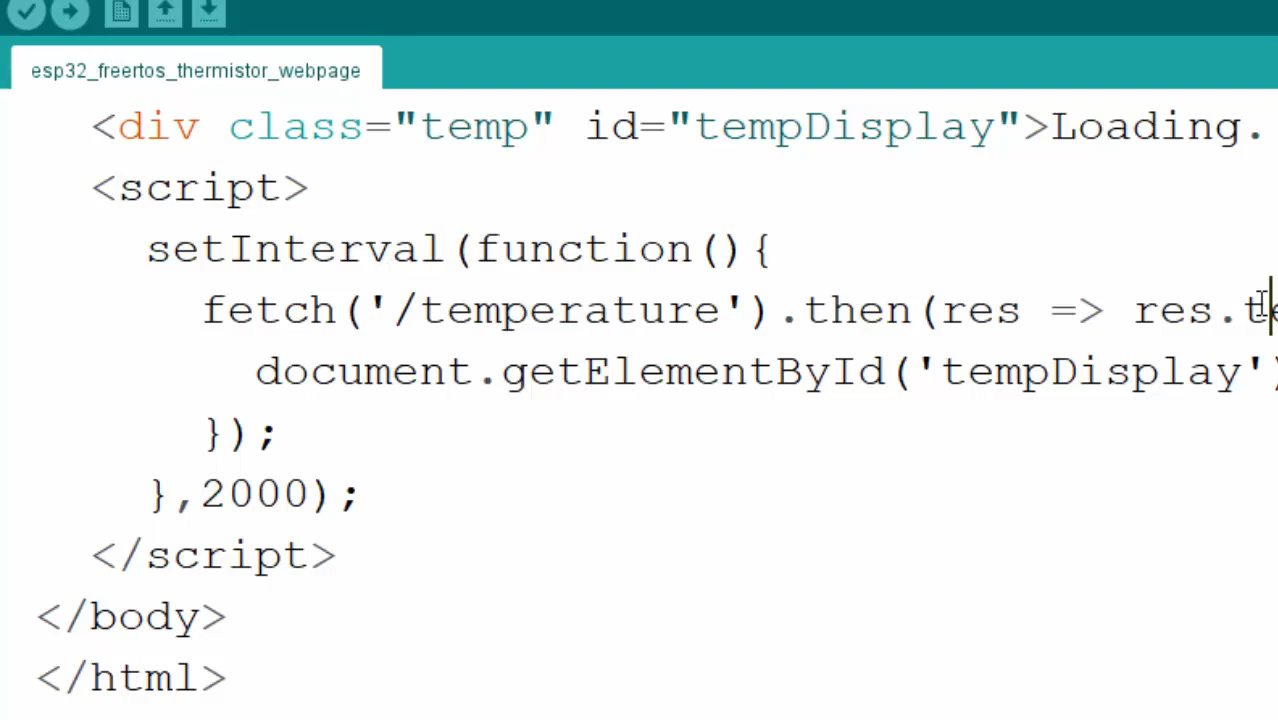 esp32_freertos_thermistor_webpage
<div class="temp" id="tempDisplay">Loading.
<script>
setInterval(function(){
fetch('/temperature').then(res => res.te
document.getElementById('tempDisplay')
});
},2000);
</script>
</body>
</html>